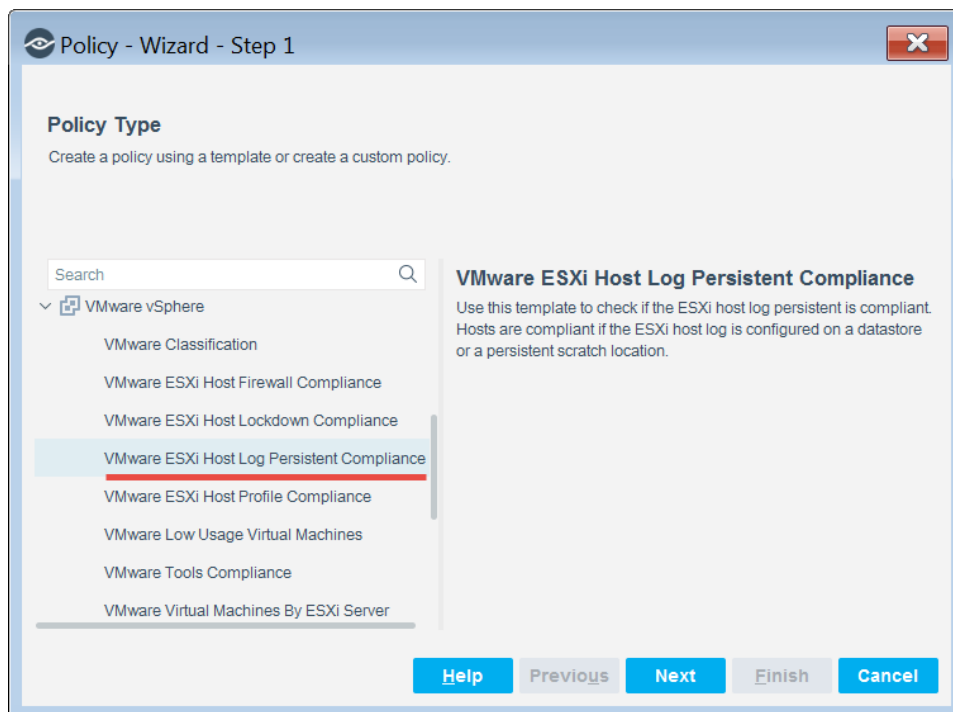 Policy - Wizard - Step 1
Policy Type
Create a policy using a template or create a custom policy.
Search
VMware vSphere
VMware Classification
VMware ESXi Host Firewall Compliance
VMware ESXi Host Lockdown Compliance
VMware ESXi Host Log Persistent Compliance
VMware ESXi Host Profile Compliance
VMware Low Usage Virtual Machines
VMware Tools Compliance
VMware Virtual Machines By ESXi Server
VMware ESXi Host Log Persistent Compliance
Use this template to check if the ESXi host log persistent is compliant.
Hosts are compliant if the ESXi host log is configured on a datastore
or a persistent scratch location.
Help Previous Next Finish Cancel